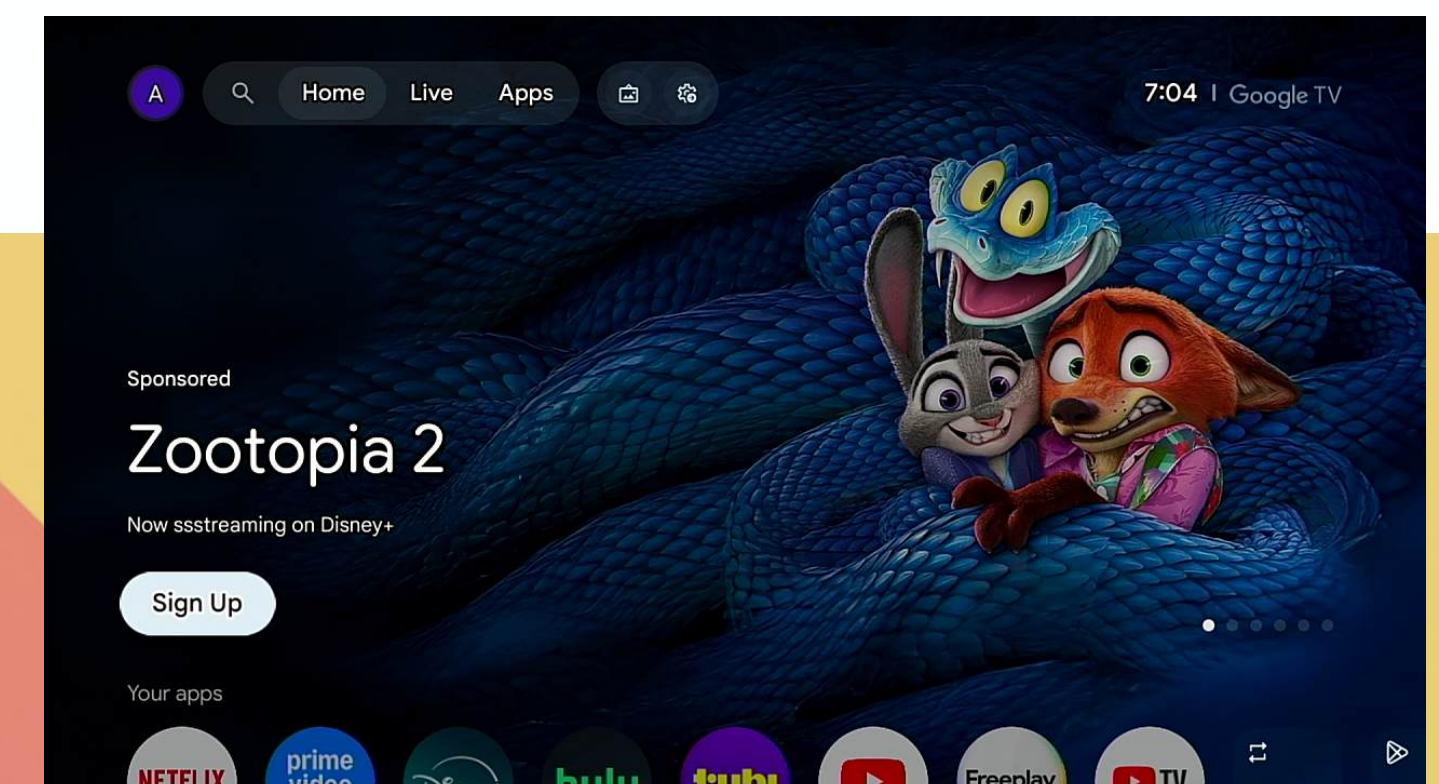 A Home Live Apps 7:04 | Google TV
Sponsored
Zootopia 2
Now ssstreaming on Disney+
Sign Up
Your apps
NETFLIX prime video hulu tubi Freeplay TV